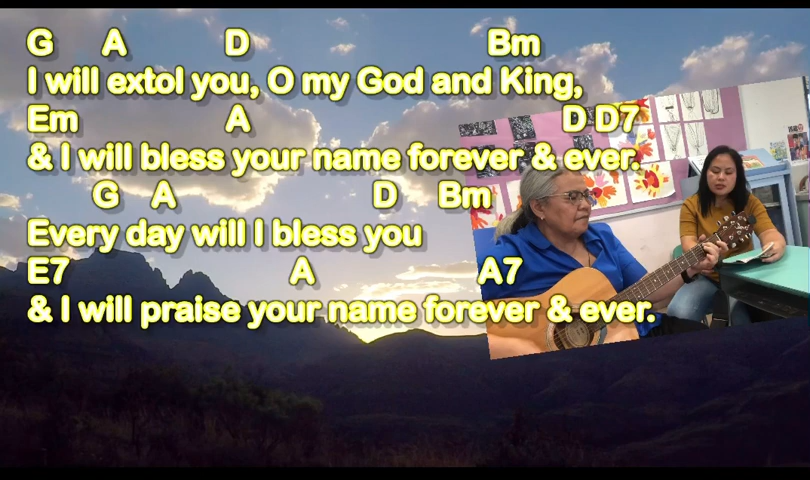 G A D Bm
I will extol you, O my God and King,
Em A D D7
& I will bless your name forever & ever.
G A D Bm
Every day will I bless you
E7 A A7
& I will praise your name forever & ever.